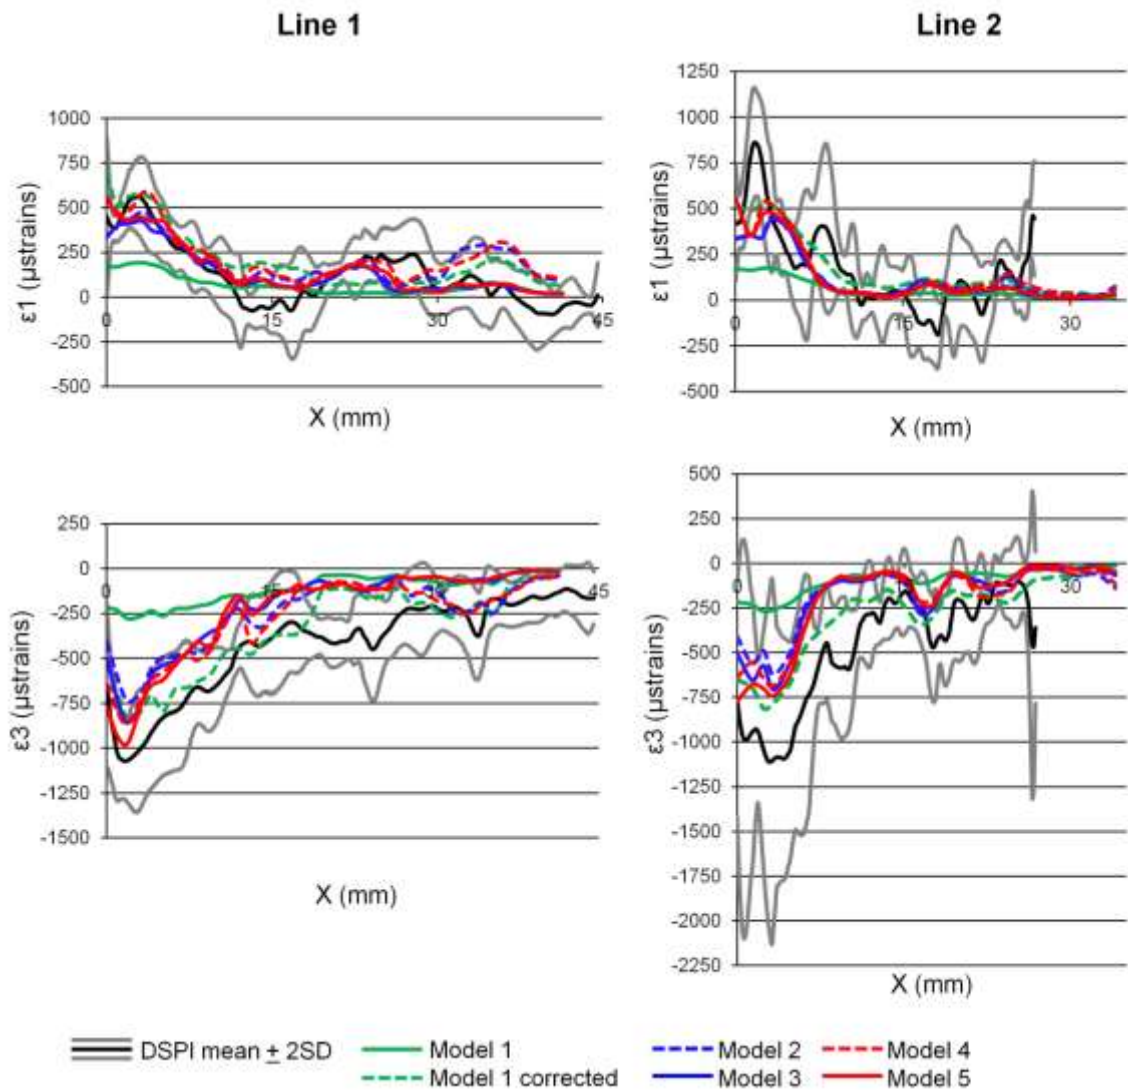 Line 1
Line 2
1000
750
500
250
0
-250
-500
0
15
30
45
ε1 (µstrains)
X (mm)
1250
1000
750
500
250
0
-250
-500
0
15
30
ε1 (µstrains)
X (mm)
250
0
-250
-500
-750
-1000
-1250
-1500
0
15
30
45
ε3 (µstrains)
X (mm)
500
250
0
-250
-500
-750
-1000
-1250
-1500
-1750
-2000
-2250
0
15
30
ε3 (µstrains)
X (mm)
DSPI mean ± 2SD
Model 1
Model 2
Model 4
Model 1 corrected
Model 3
Model 5